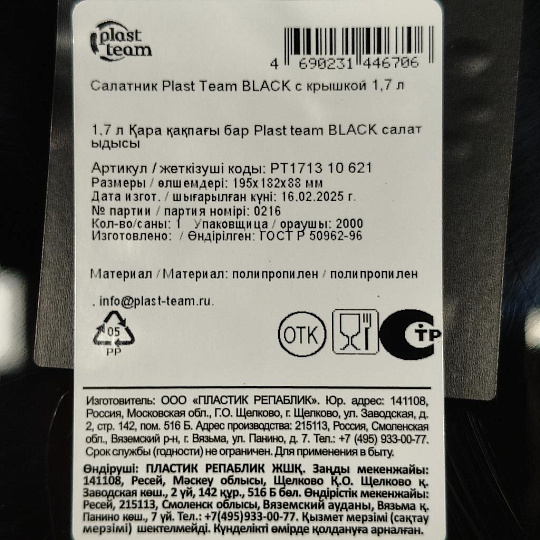 plast team
4 690231 446706
Салатник Plast Team BLACK с крышкой 1,7 л
1,7 л Қара қақпағы бар Plast team BLACK салат
ыдысы
Артикул / жеткізуші коды: PT1713 10 621
Размеры / өлшемдері: 195х182х88 мм
Дата изгот. / шығарылған күні: 16.02.2025 г.
№ партии / партия нөмірі: 0216
Кол-во/саны: 1 Упаковщица / ораушы: 2000
Изготовлено: / Өндірілген: ГОСТ Р 50962-96
Материал / Материал: полипропилен / полипропилен
. info@plast-team.ru.
05
PP
ОТК
СТР
Изготовитель: ООО «ПЛАСТИК РЕПАБЛИК». Юр. адрес: 141108,
Россия, Московская обл., Г.О. Щелково, г. Щелково, ул. Заводская, д.
2, стр. 142, пом. 516 Б. Адрес производства: 215113, Россия, Смоленская
обл., Вяземский р-н, г. Вязьма, ул. Панино, д. 7. Тел.: +7 (495) 933-00-77.
Срок службы (годности) не ограничен. Для применения в быту.
Өндіруші: ПЛАСТИК РЕПАБЛИК ЖШҚ. Заңды мекенжайы:
141108, Ресей, Мәскеу облысы, Щелково Қ.О. Щелково қ.
Заводская көш., 2 үй, 142 құр., 516 Б бөл. Өндірістік мекенжайы:
Ресей, 215113, Смоленск облысы, Вяземский ауданы, Вязьма қ.
Панино көш., 7 үй. Тел.: +7(495)933-00-77. Қызмет мерзімі (сақтау
мерзімі) шектелмейді. Күнделікті өмірде қолдануға арналған.